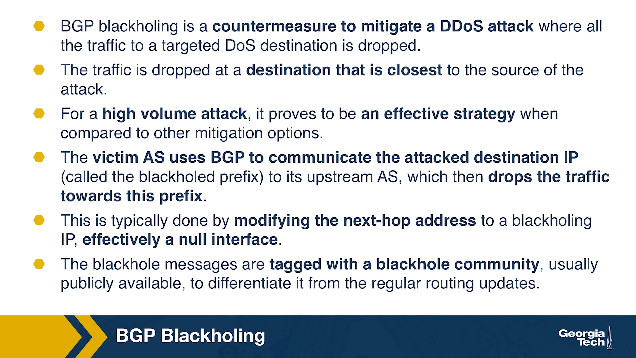 BGP blackholing is a countermeasure to mitigate a DDoS attack where all
the traffic to a targeted DoS destination is dropped.
The traffic is dropped at a destination that is closest to the source of the
attack.
For a high volume attack, it proves to be an effective strategy when
compared to other mitigation options.
The victim AS uses BGP to communicate the attacked destination IP
(called the blackholed prefix) to its upstream AS, which then drops the traffic
towards this prefix.
This is typically done by modifying the next-hop address to a blackholing
IP, effectively a null interface.
The blackhole messages are tagged with a blackhole community, usually
publicly available, to differentiate it from the regular routing updates.
BGP Blackholing
Georgia
Tech